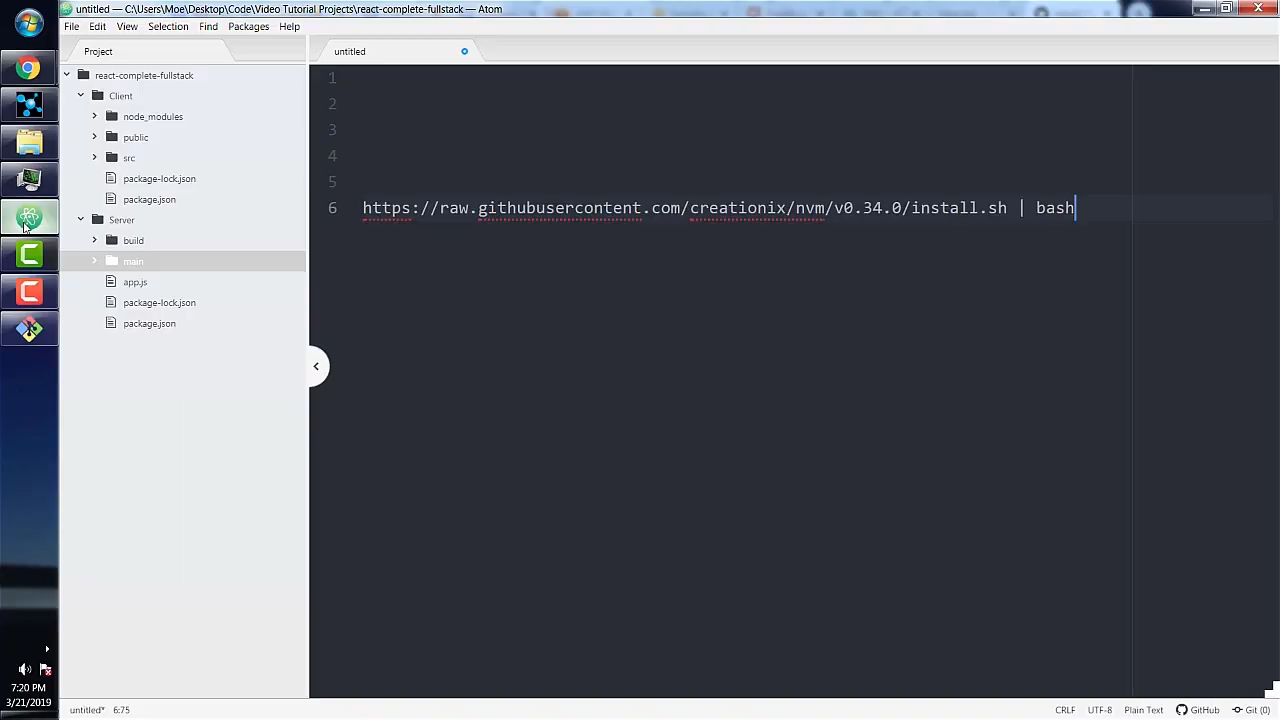 untitled — C:\Users\Moe\Desktop\Code\Video Tutorial Projects\react-complete-fullstack — Atom
File Edit View Selection Find Packages Help
Project
untitled
react-complete-fullstack
Client
node_modules
public
src
package-lock.json
package.json
Server
build
main
app.js
package-lock.json
package.json
1
2
3
4
5
6 https://raw.githubusercontent.com/creationix/nvm/v0.34.0/install.sh | bash
7:20 PM
3/21/2019
untitled* 6:75
CRLF UTF-8 Plain Text GitHub Git (0)